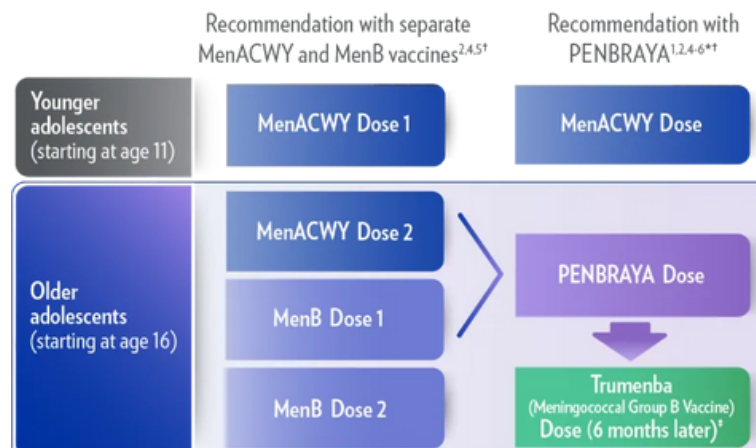 Recommendation with separate
MenACWY and MenB vaccines2,4,5†
Recommendation with
PENBRAYA1,2,4-6*†
Younger
adolescents
(starting at age 11)
MenACWY Dose 1
MenACWY Dose
Older
adolescents
(starting at age 16)
MenACWY Dose 2
MenB Dose 1
MenB Dose 2
PENBRAYA Dose
Trumenba
(Meningococcal Group B Vaccine)
Dose (6 months later)‡